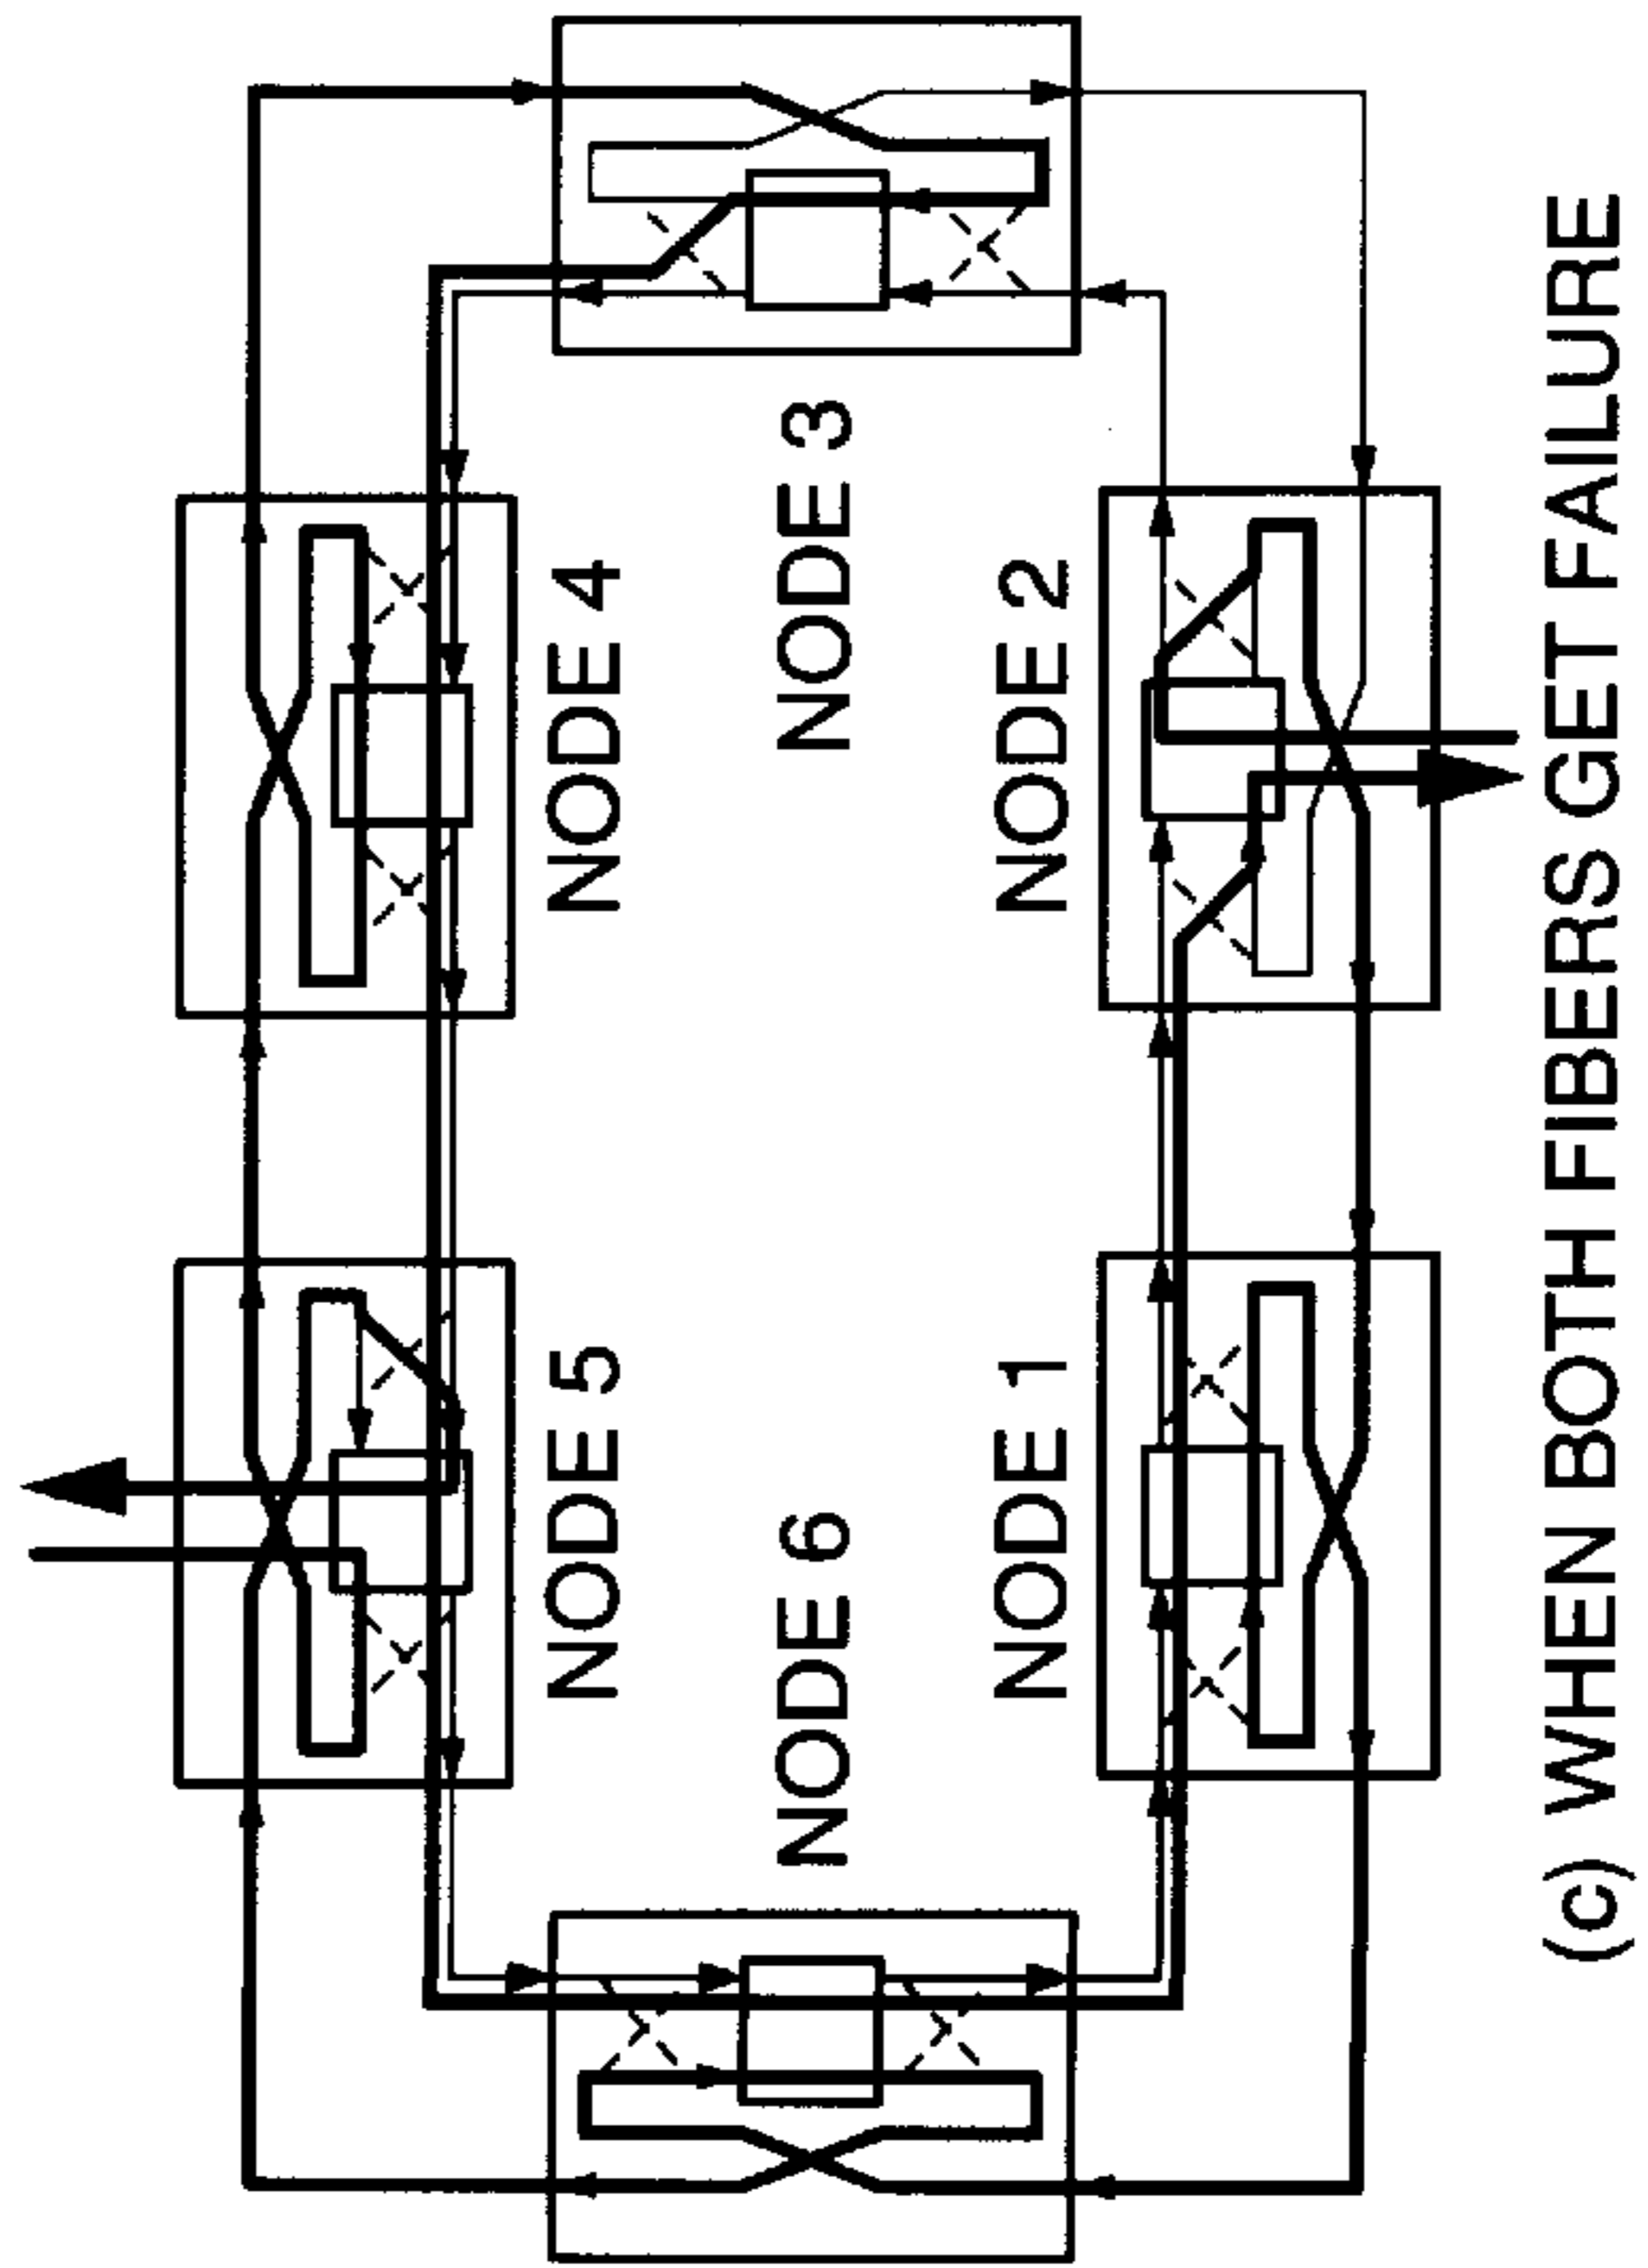 NODE 3
NODE 4
NODE 2
NODE 5
NODE 1
NODE 6
(c) WHEN BOTH FIBERS GET FAILURE